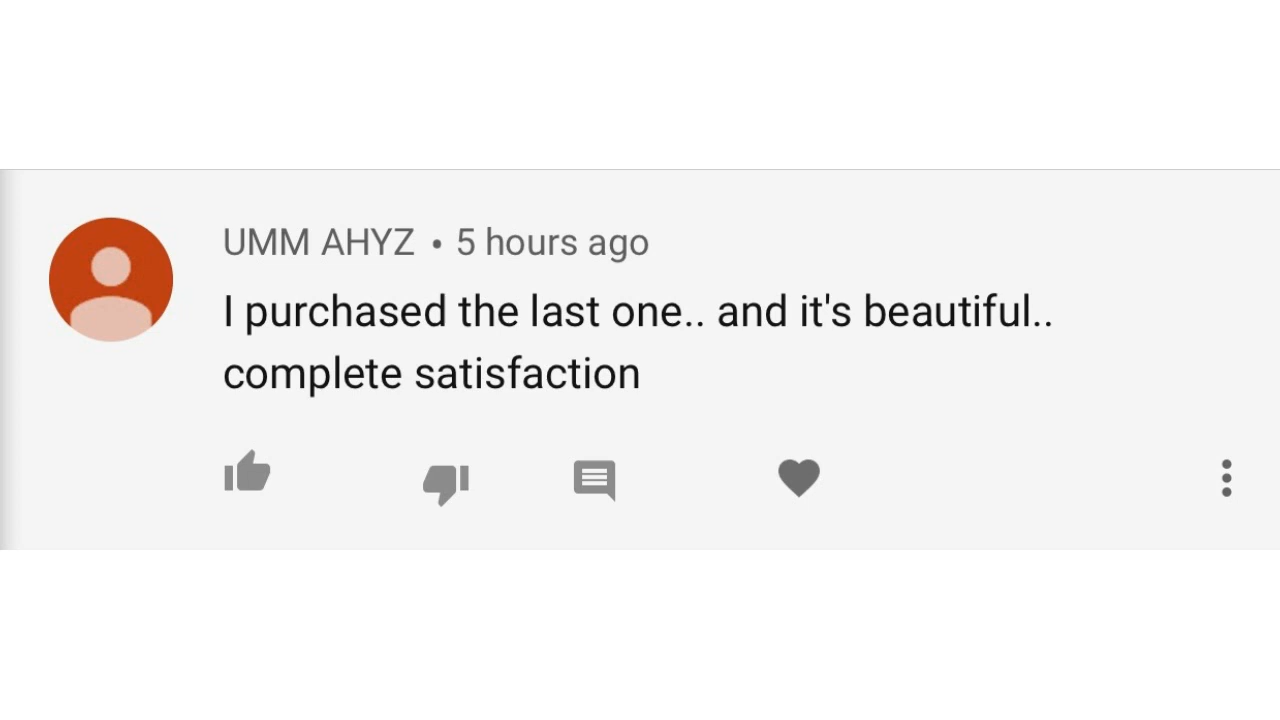 UMM AHYZ • 5 hours ago
I purchased the last one.. and it's beautiful..
complete satisfaction